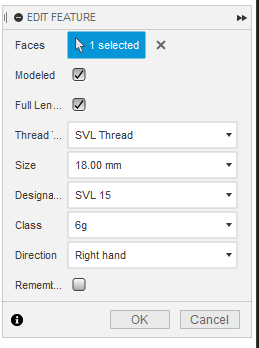 EDIT FEATURE
Faces 1 selected
Modeled
Full Len...
Thread T... SVL Thread
Size 18.00 mm
Designa... SVL 15
Class 6g
Direction Right hand
Rememb...
OK Cancel